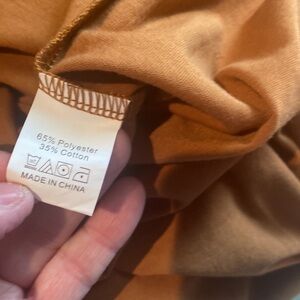 65% Polyester
35% Cotton
MADE IN CHINA